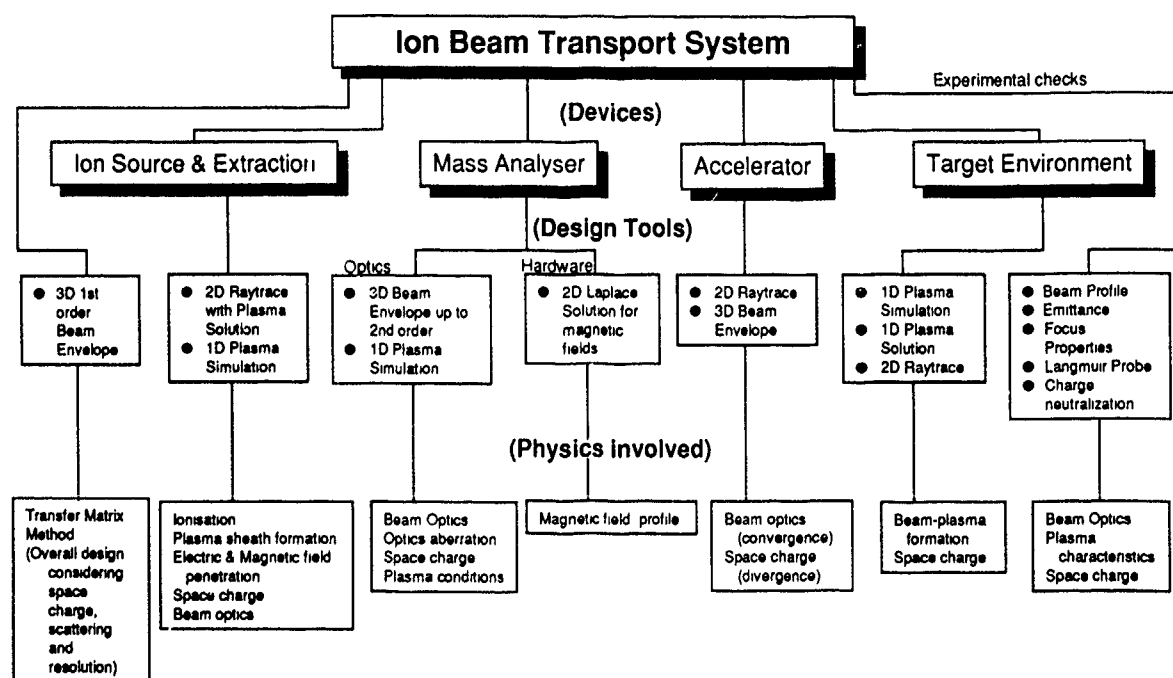 Ion Beam Transport System
Experimental checks
(Devices)
Ion Source & Extraction
Mass Analyser
Accelerator
Target Environment
(Design Tools)
Optics
Hardware
● 3D 1st
order
Beam
Envelope
● 2D Raytrace
with Plasma
Solution
● 1D Plasma
Simulation
● 3D Beam
Envelope up to
2nd order
● 1D Plasma
Simulation
● 2D Laplace
Solution for
magnetic
fields
● 2D Raytrace
● 3D Beam
Envelope
● 1D Plasma
Simulation
● 1D Plasma
Solution
● 2D Raytrace
● Beam Profile
● Emittance
● Focus
Properties
● Langmuir Probe
● Charge
neutralization
(Physics involved)
Transfer Matrix
Method
(Overall design
considering
space
charge,
scattering
and
resolution)
Ionisation
Plasma sheath formation
Electric & Magnetic field
penetration
Space charge
Beam optics
Beam Optics
Optics aberration
Space charge
Plasma conditions
Magnetic field profile
Beam optics
(convergence)
Space charge
(divergence)
Beam-plasma
formation
Space charge
Beam Optics
Plasma
characteristics
Space charge